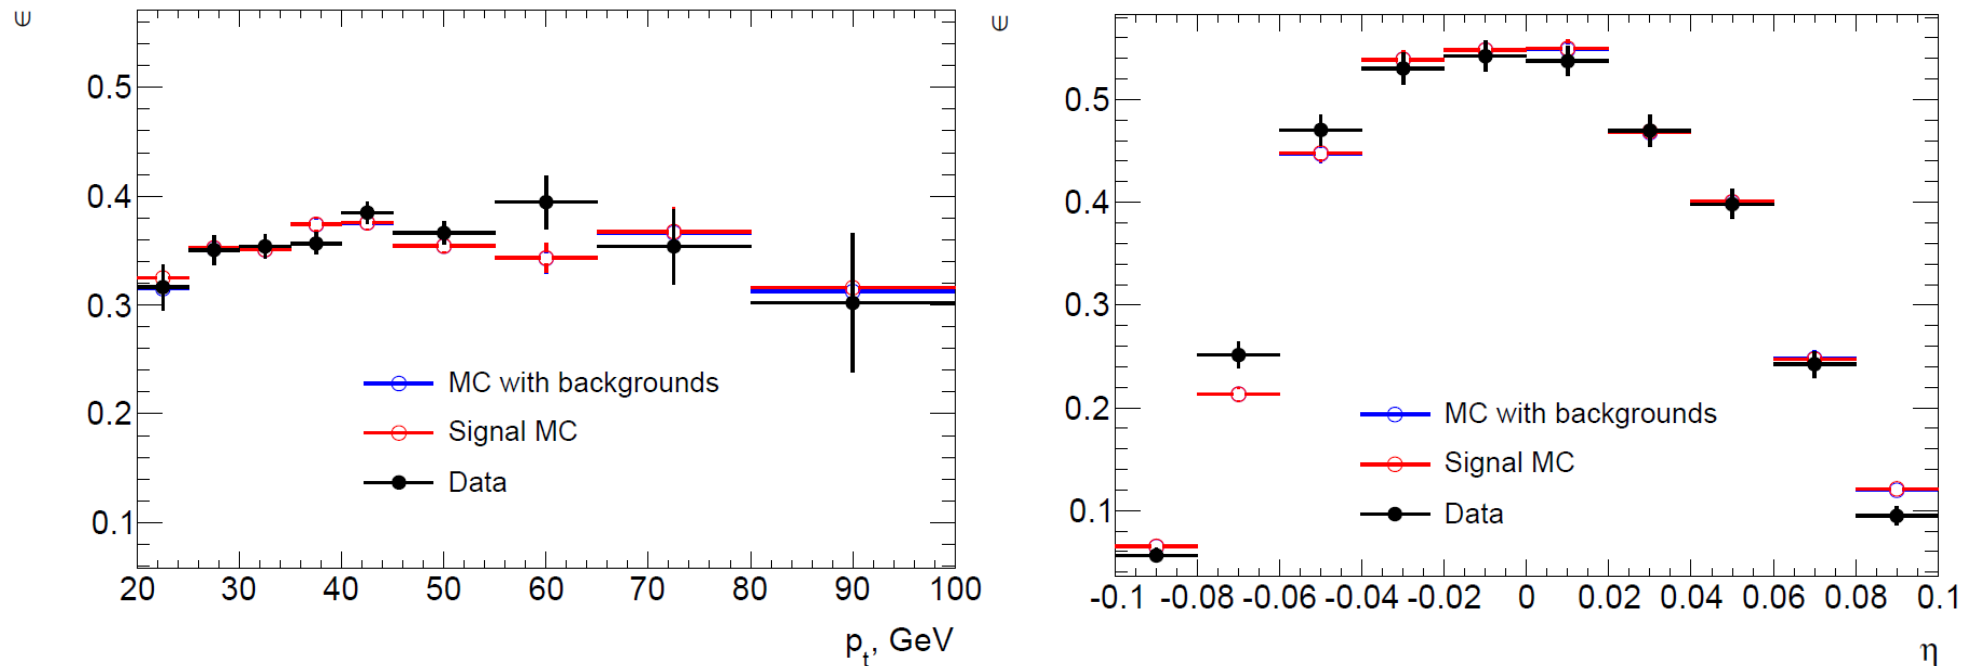 ∈
0.5
0.4
0.3
0.2
0.1
MC with backgrounds
Signal MC
Data
20 30 40 50 60 70 80 90 100
p_t, GeV
∈
0.5
0.4
0.3
0.2
0.1
MC with backgrounds
Signal MC
Data
-0.1 -0.08 -0.06 -0.04 -0.02 0 0.02 0.04 0.06 0.08 0.1
η